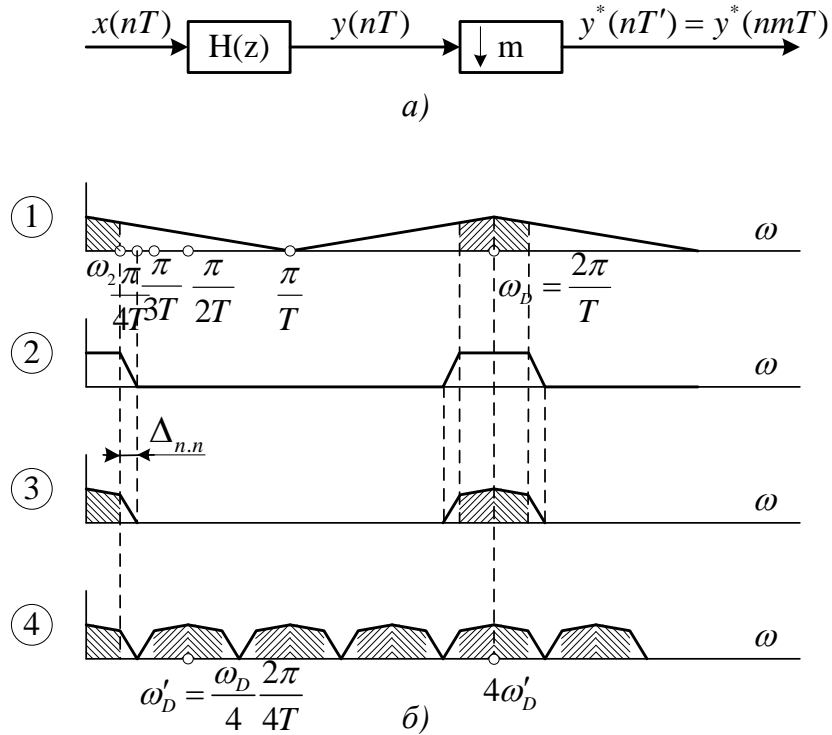 x(nT) H(z) y(nT) ↓ m y*(nT′) = y*(nmT)
а)
1 ω
ω₂ π/4T π/3T π/2T π/T ω_D = 2π/T
2 ω
Δ_n.n
3 ω
4 ω
ω′_D = ω_D/4 2π/4T 4ω′_D
б)